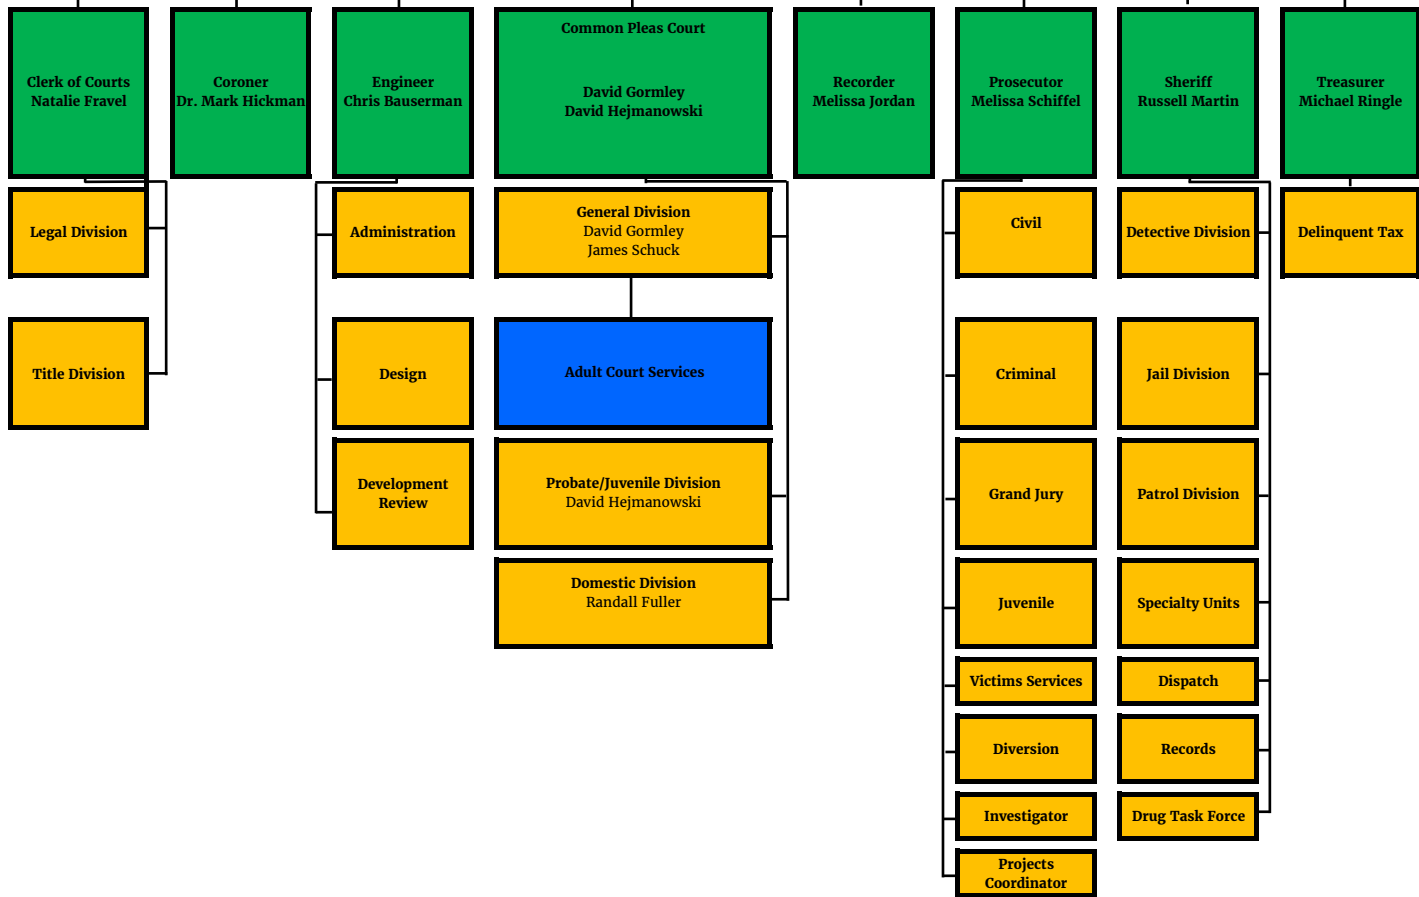 Clerk of Courts
Natalie Fravel
Coroner
Dr. Mark Hickman
Engineer
Chris Bauserman
Common Pleas Court
David Gormley
David Hejmanowski
Recorder
Melissa Jordan
Prosecutor
Melissa Schiffel
Sheriff
Russell Martin
Treasurer
Michael Ringle
Legal Division
Administration
General Division
David Gormley
James Schuck
Civil
Detective Division
Delinquent Tax
Title Division
Design
Adult Court Services
Criminal
Jail Division
Development
Review
Probate/Juvenile Division
David Hejmanowski
Grand Jury
Patrol Division
Domestic Division
Randall Fuller
Juvenile
Specialty Units
Victims Services
Dispatch
Diversion
Records
Investigator
Drug Task Force
Projects
Coordinator